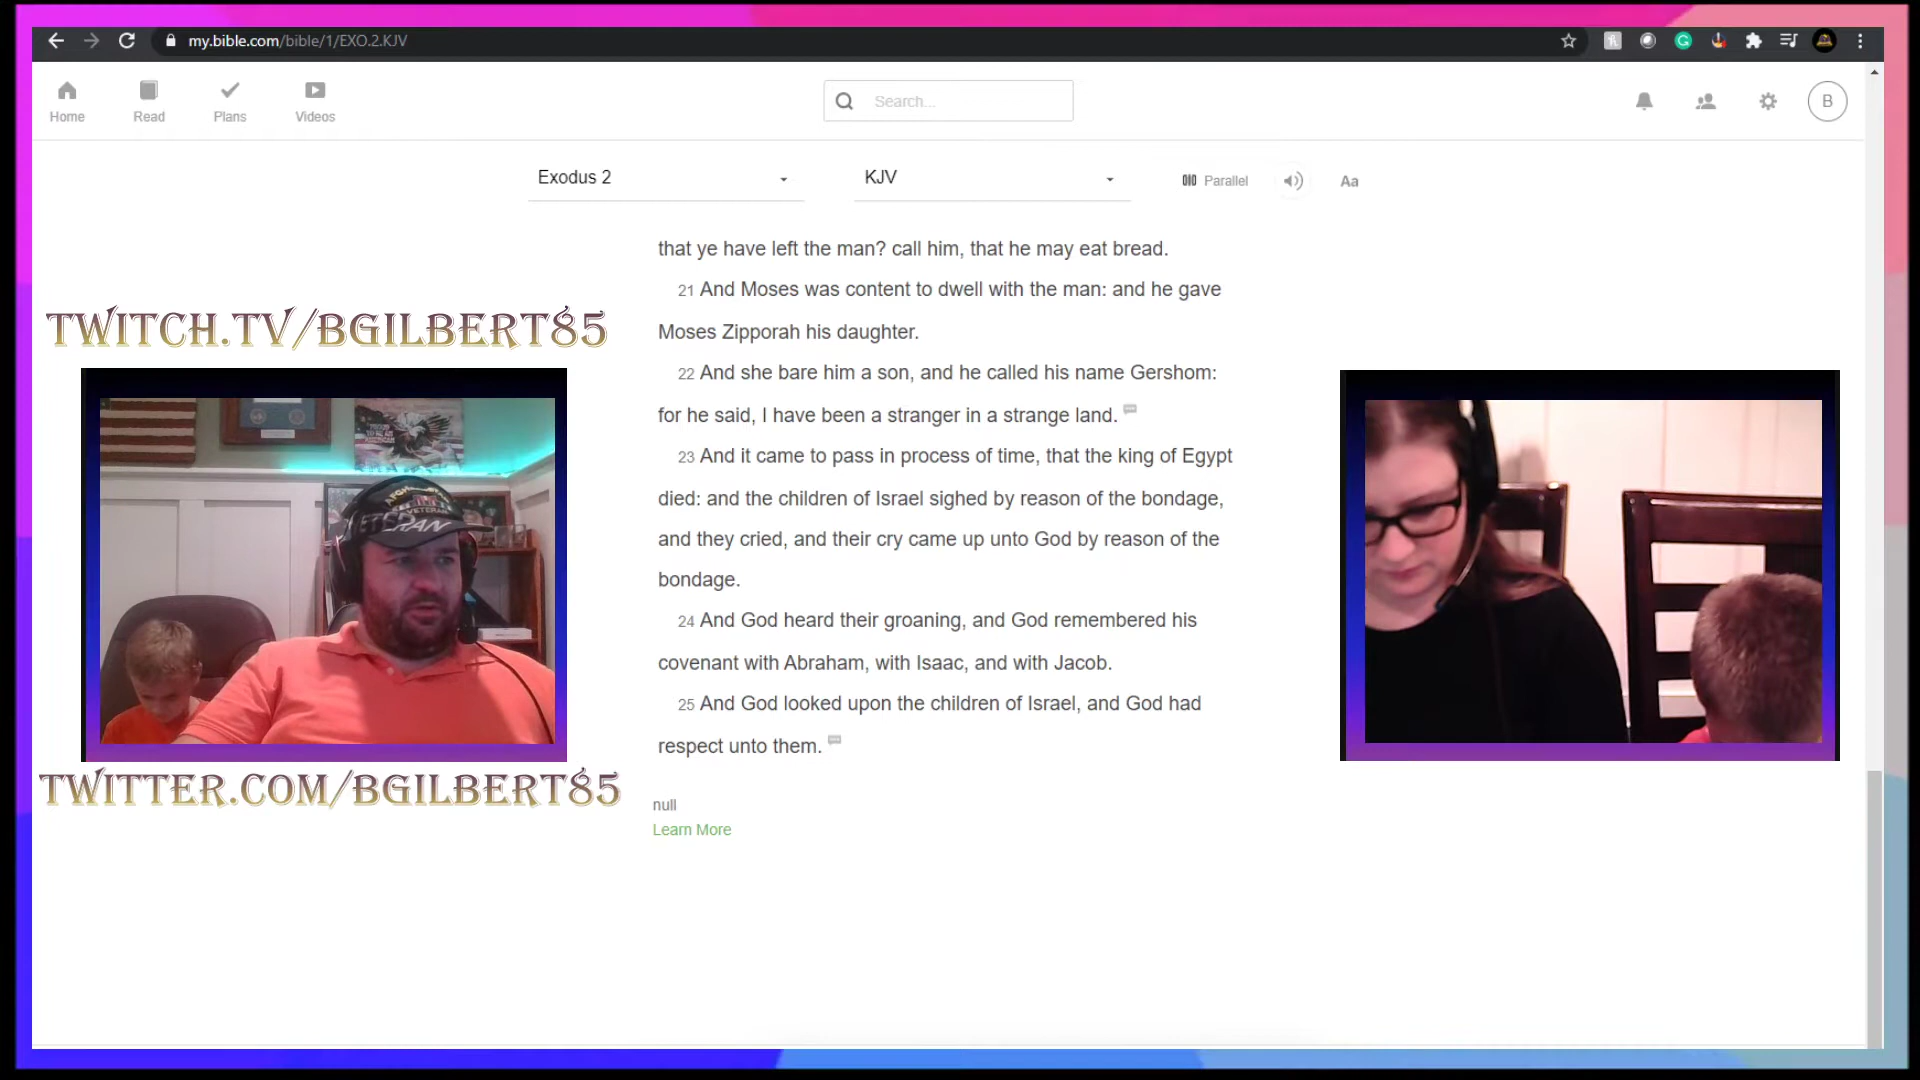 my.bible.com/bible/1/EXO.2.KJV
Home
Read
Plans
Videos
Search...
B
Exodus 2
KJV
Parallel
Aa
that ye have left the man? call him, that he may eat bread.
21 And Moses was content to dwell with the man: and he gave
Moses Zipporah his daughter.
22 And she bare him a son, and he called his name Gershom:
for he said, I have been a stranger in a strange land.
23 And it came to pass in process of time, that the king of Egypt
died: and the children of Israel sighed by reason of the bondage,
and they cried, and their cry came up unto God by reason of the
bondage.
24 And God heard their groaning, and God remembered his
covenant with Abraham, with Isaac, and with Jacob.
25 And God looked upon the children of Israel, and God had
respect unto them.
null
Learn More
TWITCH.TV/BGILBERT85
VETERAN
TWITTER.COM/BGILBERT85